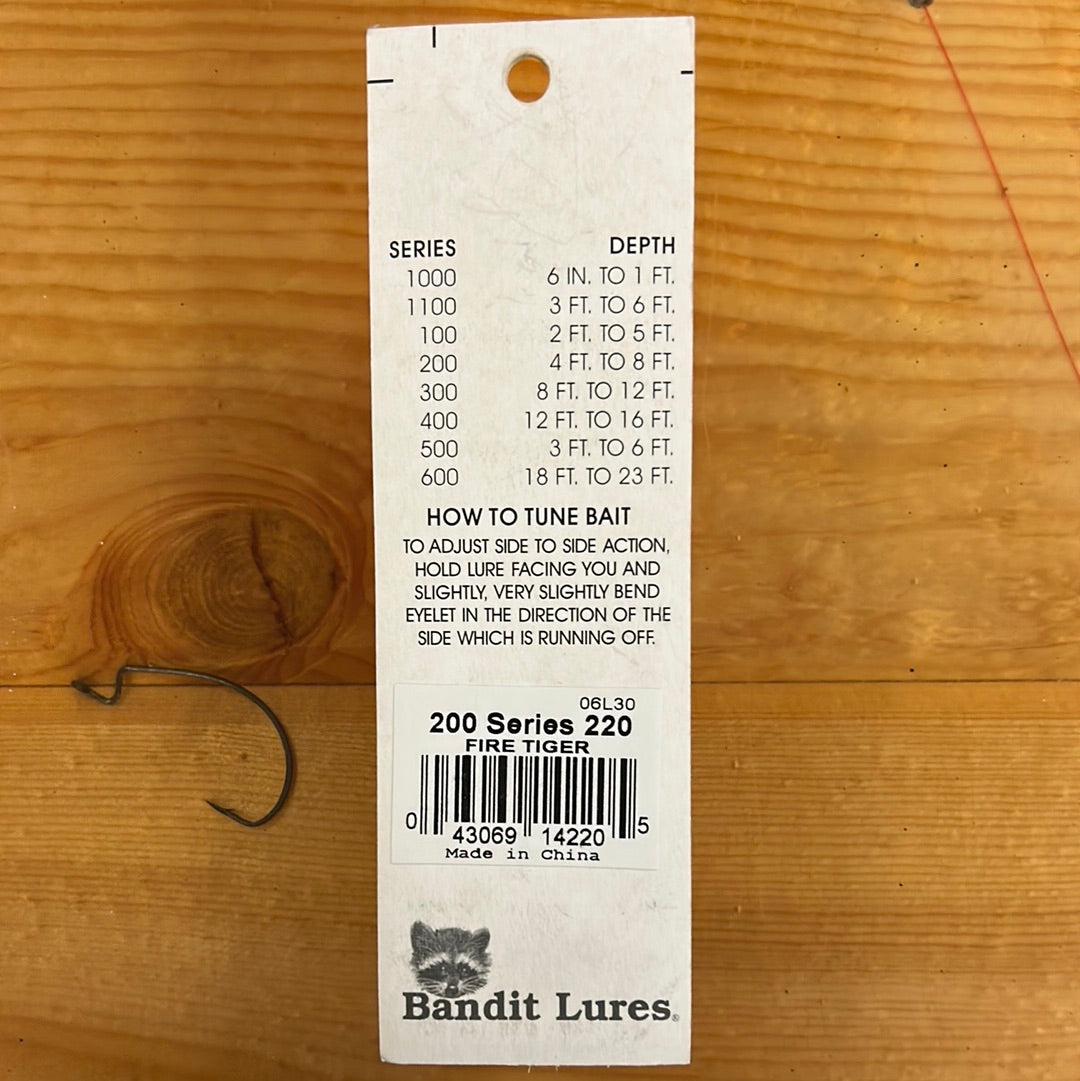 SERIES DEPTH
1000 6 IN. TO 1 FT.
1100 3 FT. TO 6 FT.
100 2 FT. TO 5 FT.
200 4 FT. TO 8 FT.
300 8 FT. TO 12 FT.
400 12 FT. TO 16 FT.
500 3 FT. TO 6 FT.
600 18 FT. TO 23 FT.
HOW TO TUNE BAIT
TO ADJUST SIDE TO SIDE ACTION,
HOLD LURE FACING YOU AND
SLIGHTLY, VERY SLIGHTLY BEND
EYELET IN THE DIRECTION OF THE
SIDE WHICH IS RUNNING OFF.
06L30
200 Series 220
FIRE TIGER
0 43069 14220 5
Made in China
Bandit Lures®